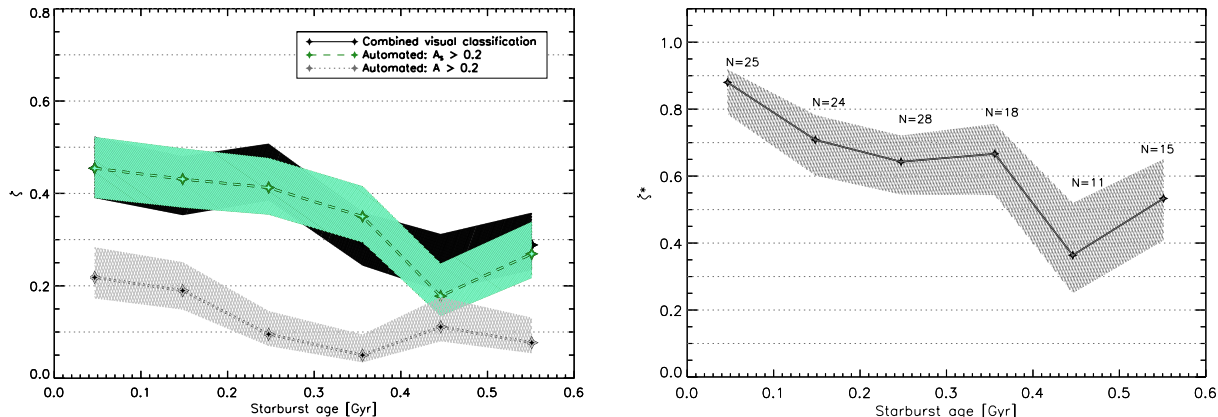 0.8
0.6
0.4
0.2
0.0
ζ
Combined visual classification
Automated: A_s > 0.2
Automated: A > 0.2
0.0 0.1 0.2 0.3 0.4 0.5 0.6
Starburst age [Gyr]
1.0
0.8
0.6
0.4
0.2
0.0
ζ*
N=25
N=24
N=28
N=18
N=11
N=15
0.0 0.1 0.2 0.3 0.4 0.5 0.6
Starburst age [Gyr]